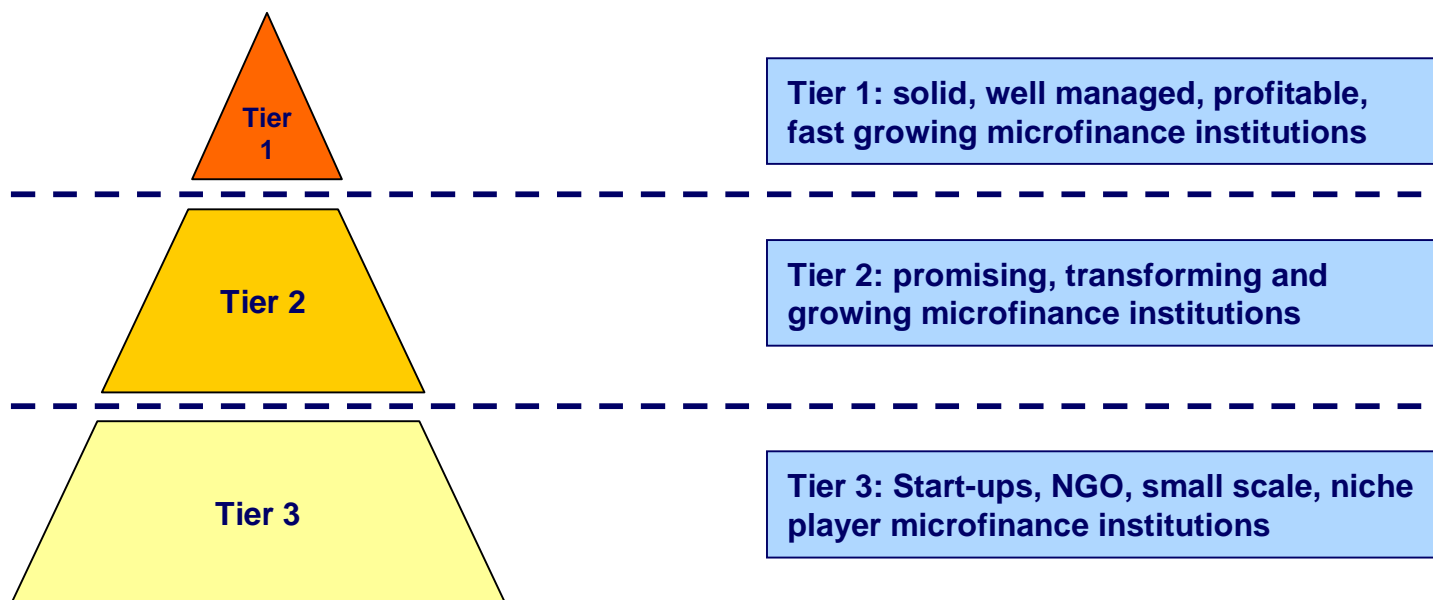 Tier
1
Tier 1: solid, well managed, profitable,
fast growing microfinance institutions
Tier 2
Tier 2: promising, transforming and
growing microfinance institutions
Tier 3
Tier 3: Start-ups, NGO, small scale, niche
player microfinance institutions